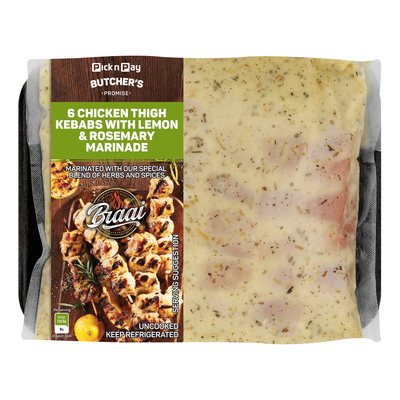 Pick n Pay
BUTCHER'S
PROMISE
6 CHICKEN THIGH
KEBABS WITH LEMON
& ROSEMARY
MARINADE
MARINATED WITH OUR SPECIAL
BLEND OF HERBS AND SPICES
Braai
SERVING SUGGESTION
UNCOOKED
KEEP REFRIGERATED